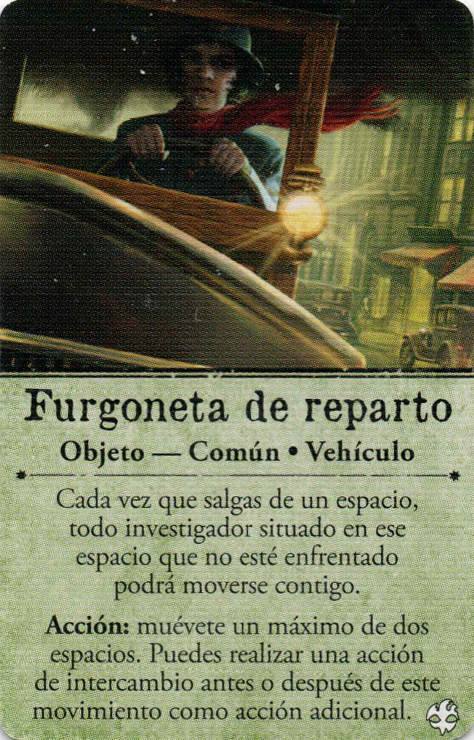 Furgoneta de reparto
Objeto — Común • Vehículo
Cada vez que salgas de un espacio,
todo investigador situado en ese
espacio que no esté enfrentado
podrá moverse contigo.
Acción: muévete un máximo de dos
espacios. Puedes realizar una acción
de intercambio antes o después de este
movimiento como acción adicional.